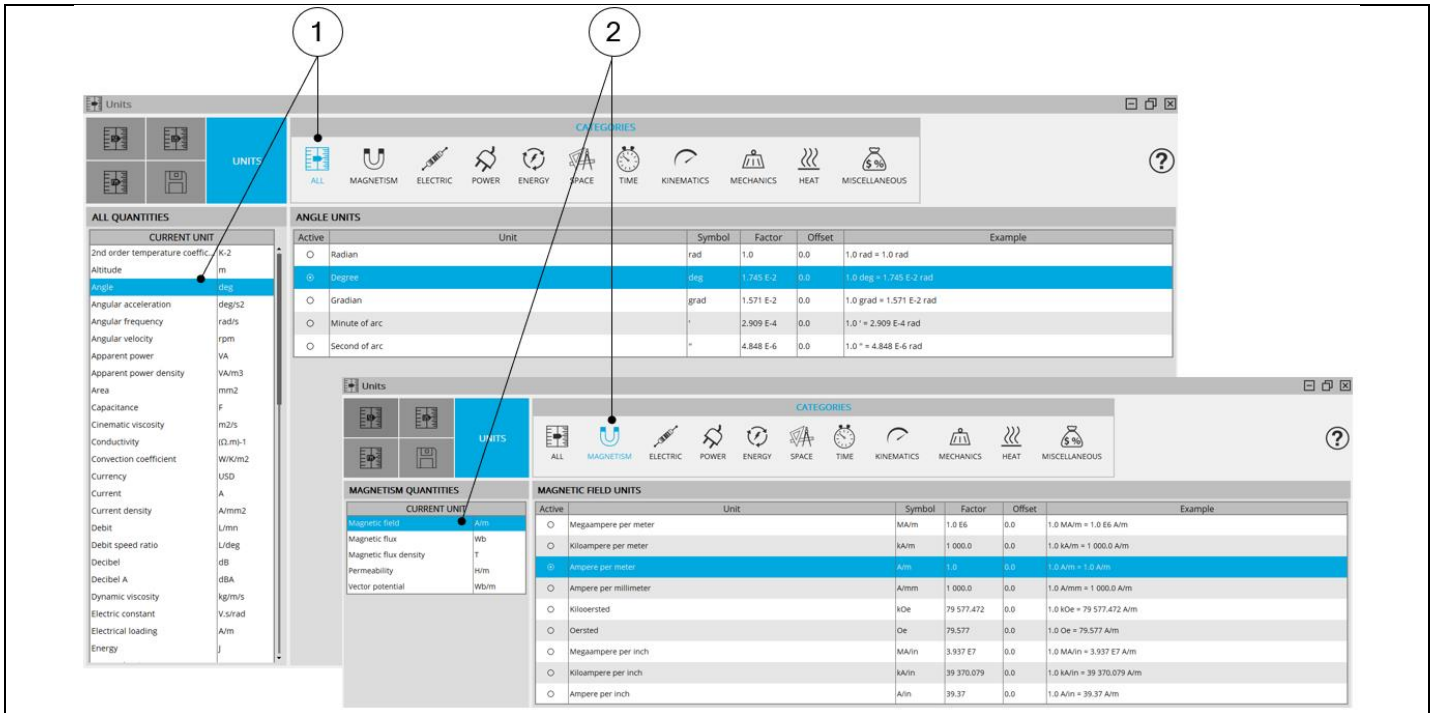 1
2
Units
UNITS
CATEGORIES
ALL MAGNETISM ELECTRIC POWER ENERGY SPACE TIME KINEMATICS MECHANICS HEAT MISCELLANEOUS
?
ALL QUANTITIES
CURRENT UNIT
2nd order temperature coeffic... K-2
Altitude m
Angle deg
Angular acceleration deg/s2
Angular frequency rad/s
Angular velocity rpm
Apparent power VA
Apparent power density VA/m3
Area mm2
Capacitance F
Cinematic viscosity m2/s
Conductivity (Ω.m)-1
Convection coefficient W/K/m2
Currency USD
Current A
Current density A/mm2
Debit L/mn
Debit speed ratio L/deg
Decibel dB
Decibel A dBA
Dynamic viscosity kg/m/s
Electric constant V.s/rad
Electrical loading A/m
Energy J
ANGLE UNITS
Active Unit Symbol Factor Offset Example
Radian rad 1.0 0.0 1.0 rad = 1.0 rad
Degree deg 1.745 E-2 0.0 1.0 deg = 1.745 E-2 rad
Gradian grad 1.571 E-2 0.0 1.0 grad = 1.571 E-2 rad
Minute of arc ' 2.909 E-4 0.0 1.0 ' = 2.909 E-4 rad
Second of arc " 4.848 E-6 0.0 1.0 " = 4.848 E-6 rad
Units
UNITS
CATEGORIES
ALL MAGNETISM ELECTRIC POWER ENERGY SPACE TIME KINEMATICS MECHANICS HEAT MISCELLANEOUS
?
MAGNETISM QUANTITIES
CURRENT UNIT
Magnetic field A/m
Magnetic flux Wb
Magnetic flux density T
Permeability H/m
Vector potential Wb/m
MAGNETIC FIELD UNITS
Active Unit Symbol Factor Offset Example
Megaampere per meter MA/m 1.0 E6 0.0 1.0 MA/m = 1.0 E6 A/m
Kiloampere per meter kA/m 1 000.0 0.0 1.0 kA/m = 1 000.0 A/m
Ampere per meter A/m 1.0 0.0 1.0 A/m = 1.0 A/m
Ampere per millimeter A/mm 1 000.0 0.0 1.0 A/mm = 1 000.0 A/m
Kilooersted kOe 79 577.472 0.0 1.0 kOe = 79 577.472 A/m
Oersted Oe 79.577 0.0 1.0 Oe = 79.577 A/m
Megaampere per inch MA/in 3.937 E7 0.0 1.0 MA/in = 3.937 E7 A/m
Kiloampere per inch kA/in 39 370.079 0.0 1.0 kA/in = 39 370.079 A/m
Ampere per inch A/in 39.37 0.0 1.0 A/in = 39.37 A/m